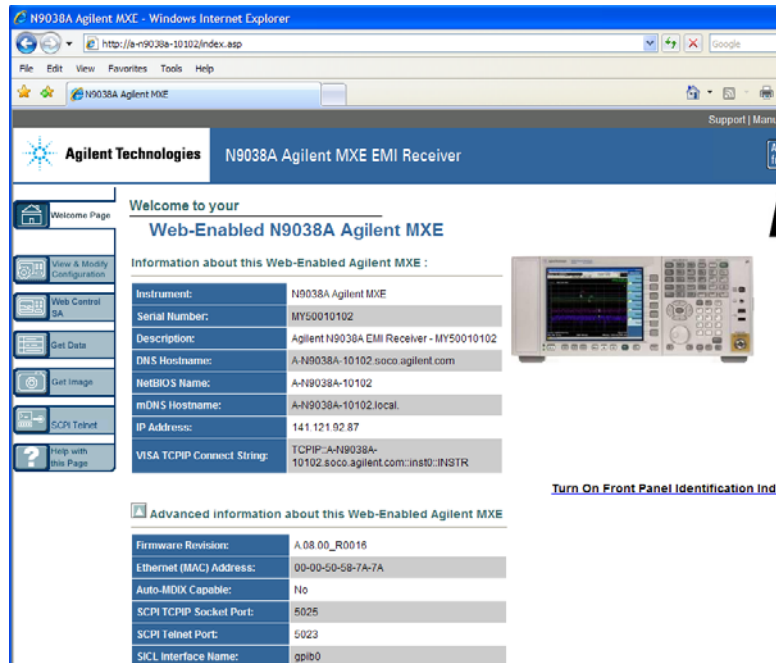 N9038A Agilent MXE - Windows Internet Explorer
http://a-n9038a-10102/index.asp
Google
File Edit View Favorites Tools Help
N9038A Agilent MXE
Support | Manu
Agilent Technologies
N9038A Agilent MXE EMI Receiver
Welcome Page
View & Modify
Configuration
Web Control
SA
Get Data
Get Image
SCPI Telnet
Help with
this Page
Welcome to your
Web-Enabled N9038A Agilent MXE
Information about this Web-Enabled Agilent MXE :
Instrument: N9038A Agilent MXE
Serial Number: MY50010102
Description: Agilent N9038A EMI Receiver - MY50010102
DNS Hostname: A-N9038A-10102.soco.agilent.com
NetBIOS Name: A-N9038A-10102
mDNS Hostname: A-N9038A-10102.local.
IP Address: 141.121.92.87
VISA TCPIP Connect String: TCPIP::A-N9038A-
10102.soco.agilent.com::inst0::INSTR
Turn On Front Panel Identification Ind
Advanced information about this Web-Enabled Agilent MXE
Firmware Revision: A.08.00_R0016
Ethernet (MAC) Address: 00-00-50-58-7A-7A
Auto-MDIX Capable: No
SCPI TCPIP Socket Port: 5025
SCPI Telnet Port: 5023
SICL Interface Name: gpib0